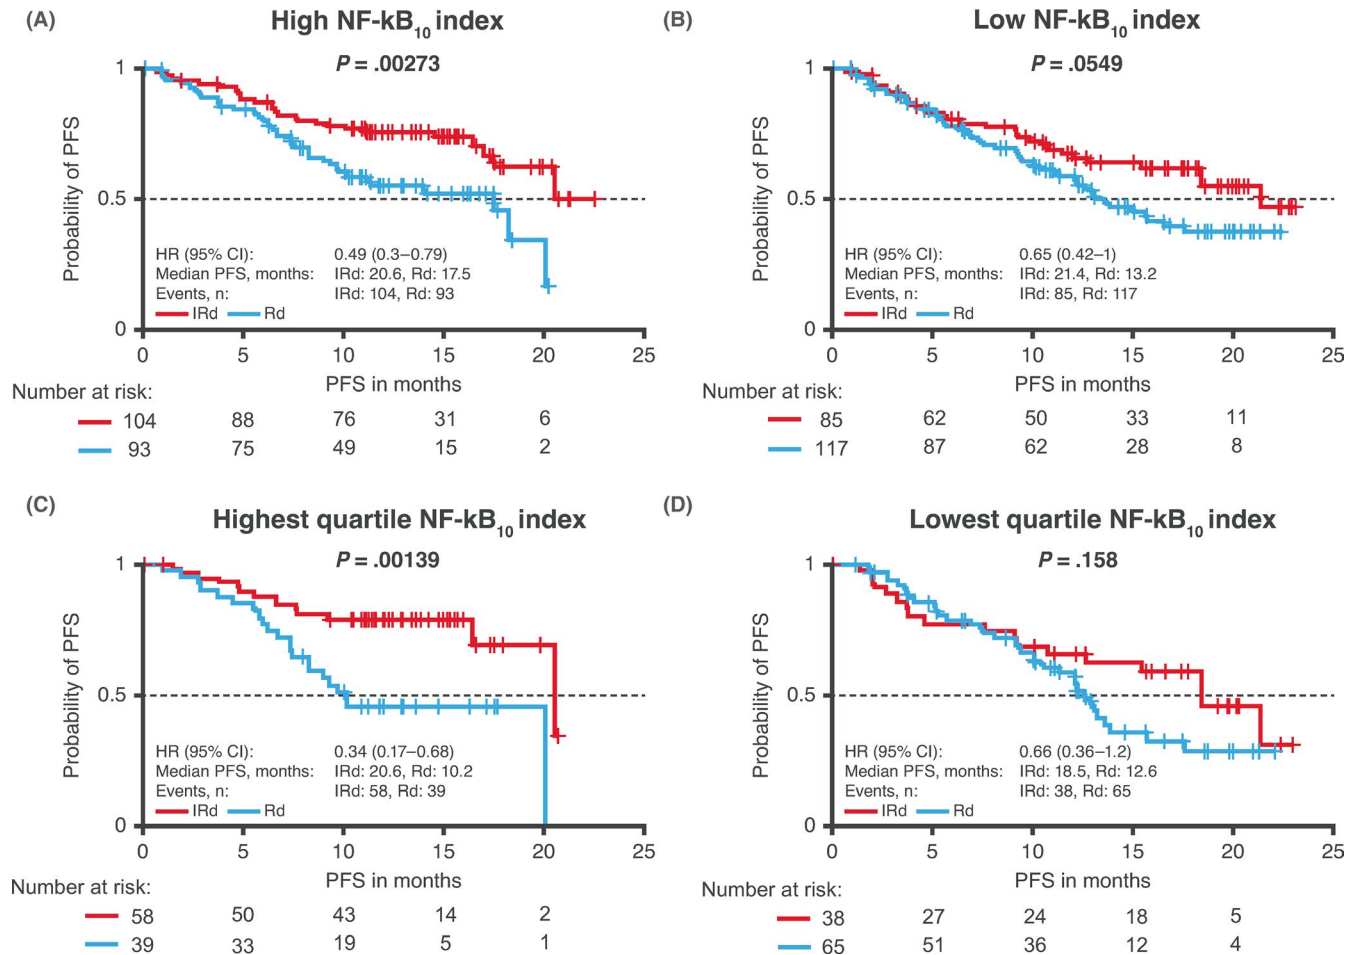 (A) High NF-kB10 index
P = .00273
1
0.5
0
Probability of PFS
HR (95% CI): 0.49 (0.3–0.79)
Median PFS, months: IRd: 20.6, Rd: 17.5
Events, n: IRd: 104, Rd: 93
IRd Rd
0 5 10 15 20 25
PFS in months
Number at risk:
104 88 76 31 6
93 75 49 15 2
(B) Low NF-kB10 index
P = .0549
1
0.5
0
Probability of PFS
HR (95% CI): 0.65 (0.42–1)
Median PFS, months: IRd: 21.4, Rd: 13.2
Events, n: IRd: 85, Rd: 117
IRd Rd
0 5 10 15 20 25
PFS in months
Number at risk:
85 62 50 33 11
117 87 62 28 8
(C) Highest quartile NF-kB10 index
P = .00139
1
0.5
0
Probability of PFS
HR (95% CI): 0.34 (0.17–0.68)
Median PFS, months: IRd: 20.6, Rd: 10.2
Events, n: IRd: 58, Rd: 39
IRd Rd
0 5 10 15 20 25
PFS in months
Number at risk:
58 50 43 14 2
39 33 19 5 1
(D) Lowest quartile NF-kB10 index
P = .158
1
0.5
0
Probability of PFS
HR (95% CI): 0.66 (0.36–1.2)
Median PFS, months: IRd: 18.5, Rd: 12.6
Events, n: IRd: 38, Rd: 65
IRd Rd
0 5 10 15 20 25
PFS in months
Number at risk:
38 27 24 18 5
65 51 36 12 4